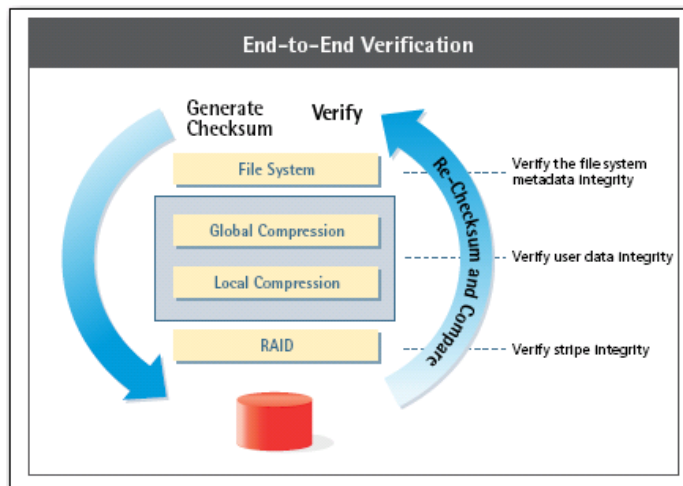 End-to-End Verification
Generate
Checksum
Verify
File System
Global Compression
Local Compression
RAID
Re-Checksum and Compare
Verify the file system
metadata integrity
Verify user data integrity
Verify stripe integrity